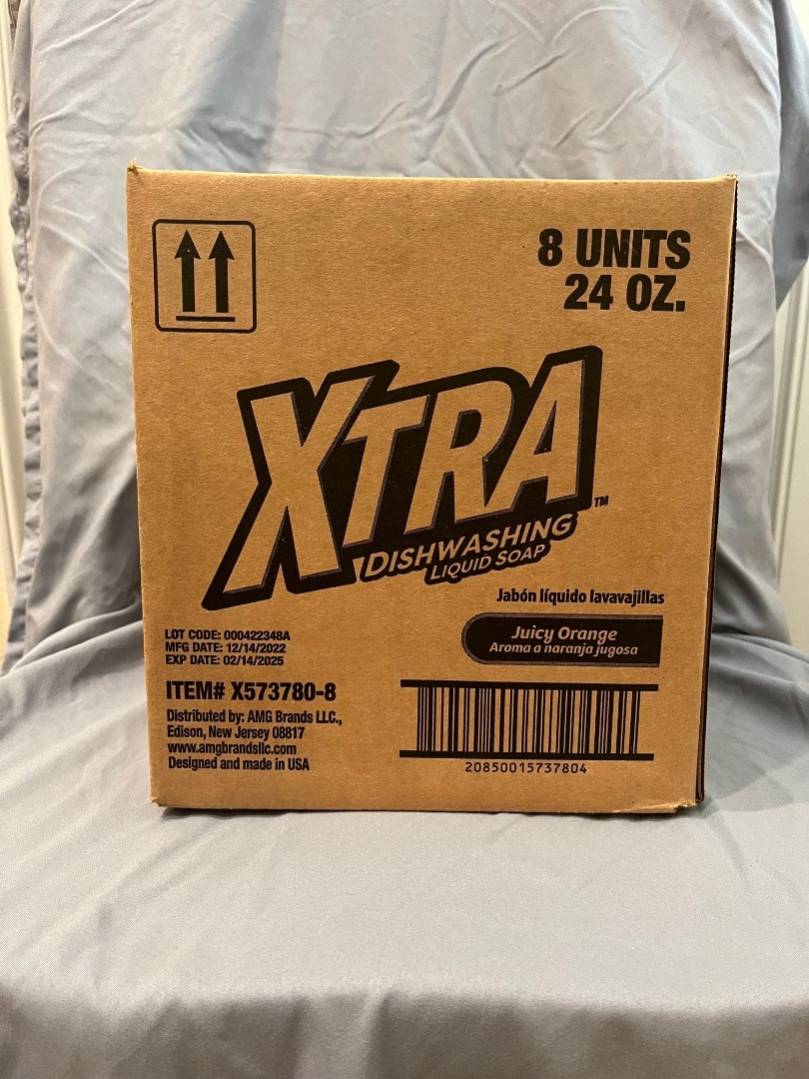 8 UNITS
24 OZ.
XTRA™
DISHWASHING
LIQUID SOAP
Jabón líquido lavavajillas
Juicy Orange
Aroma a naranja jugosa
LOT CODE: 000422348A
MFG DATE: 12/14/2022
EXP DATE: 02/14/2025
ITEM# X573780-8
Distributed by: AMG Brands LLC.,
Edison, New Jersey 08817
www.amgbrandsllc.com
Designed and made in USA
20850015737804